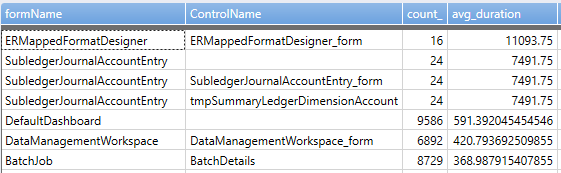 formName ControlName count_ avg_duration
ERMappedFormatDesigner ERMappedFormatDesigner_form 16 11093.75
SubledgerJournalAccountEntry 24 7491.75
SubledgerJournalAccountEntry SubledgerJournalAccountEntry_form 24 7491.75
SubledgerJournalAccountEntry tmpSummaryLedgerDimensionAccount 24 7491.75
DefaultDashboard 9586 591.392045454546
DataManagementWorkspace DataManagementWorkspace_form 6892 420.793692509855
BatchJob BatchDetails 8729 368.987915407855